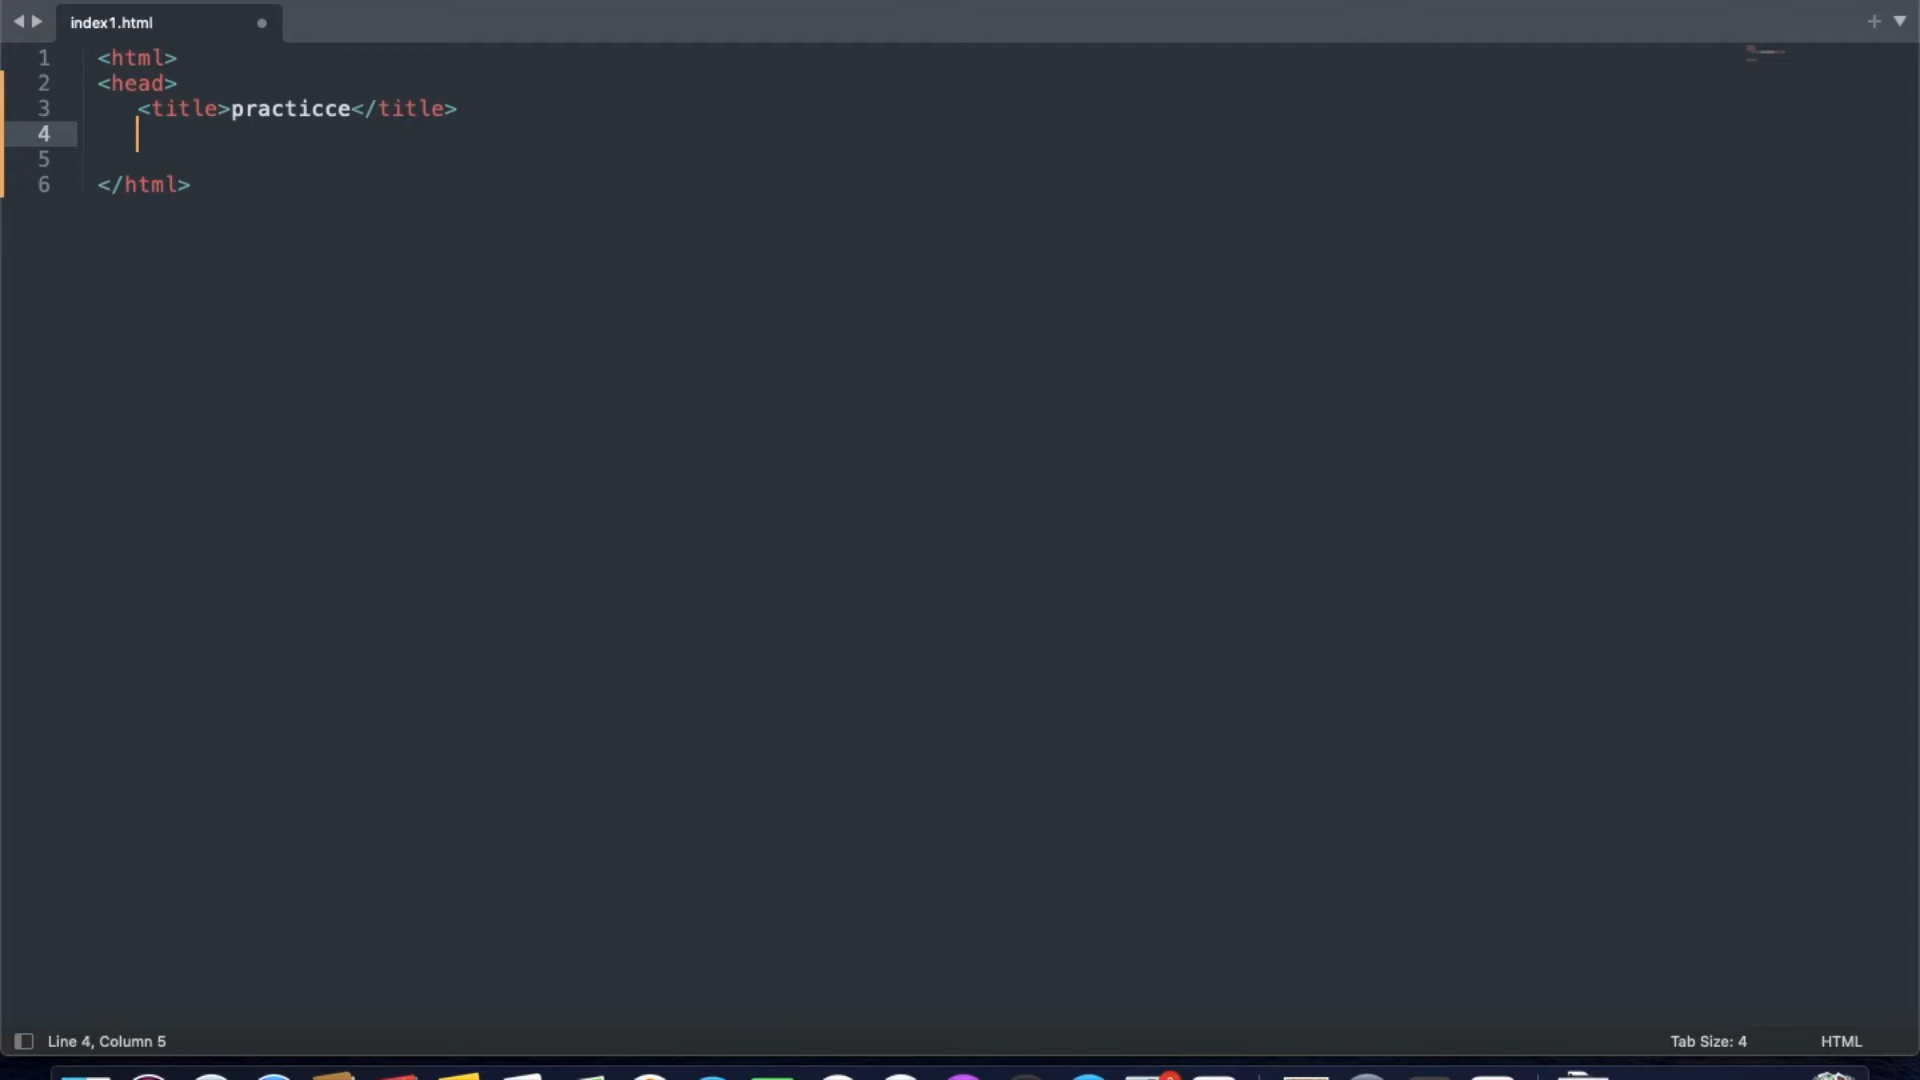 index1.html
1 <html>
2 <head>
3 <title>practicce</title>
4
5
6 </html>
Line 4, Column 5
Tab Size: 4
HTML